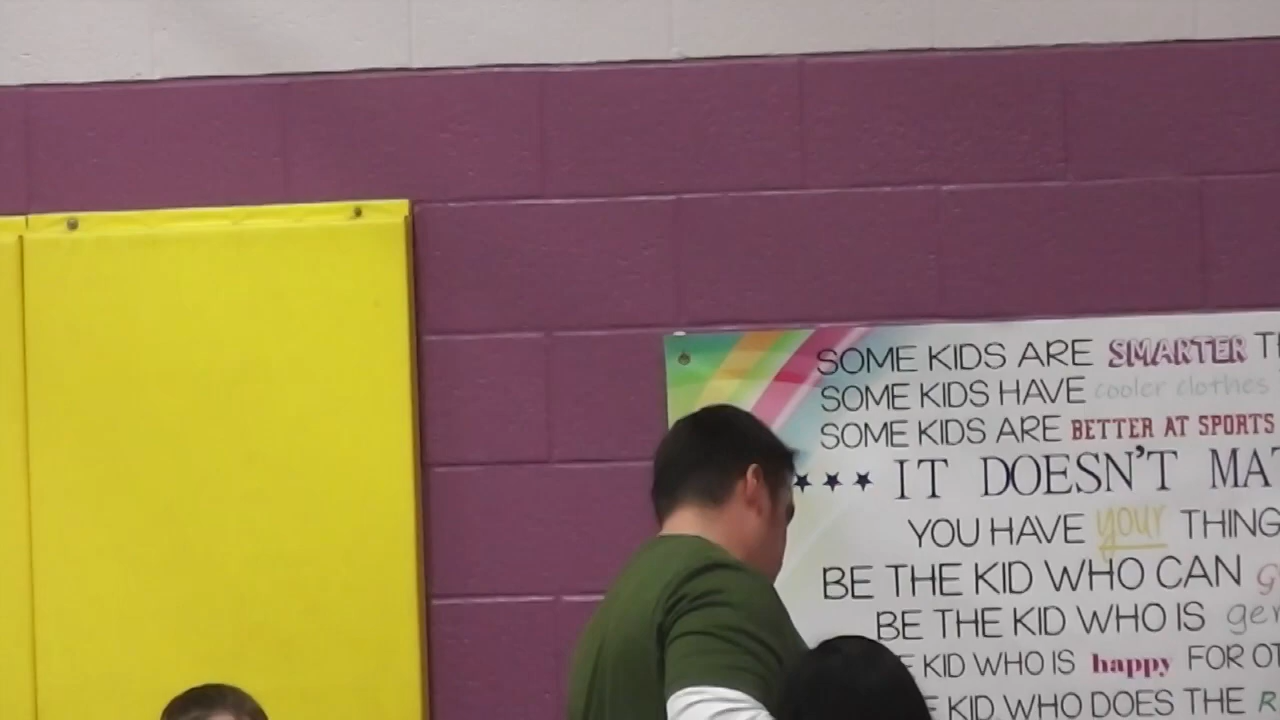 SOME KIDS ARE SMARTER
SOME KIDS HAVE cooler clothes
SOME KIDS ARE BETTER AT SPORTS
IT DOESN'T
YOU HAVE your
BE THE KID WHO CAN
BE THE KID WHO IS
KID WHO IS happy FOR
KID WHO DOES THE